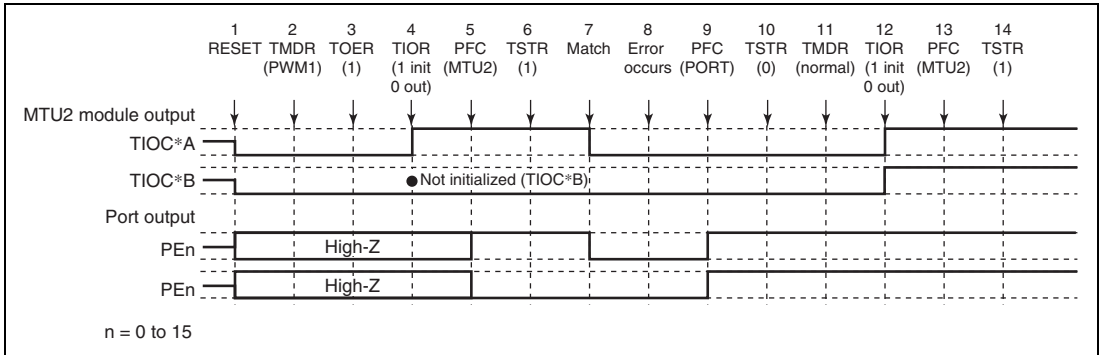 1 2 3 4 5 6 7 8 9 10 11 12 13 14
RESET TMDR TOER TIOR PFC TSTR Match Error PFC TSTR TMDR TIOR PFC TSTR
(PWM1) (1) (1 init (MTU2) (1) occurs (PORT) (0) (normal) (1 init (MTU2) (1)
0 out) 0 out)
MTU2 module output
TIOC*A
TIOC*B ●Not initialized (TIOC*B)
Port output
PEn High-Z
PEn High-Z
n = 0 to 15